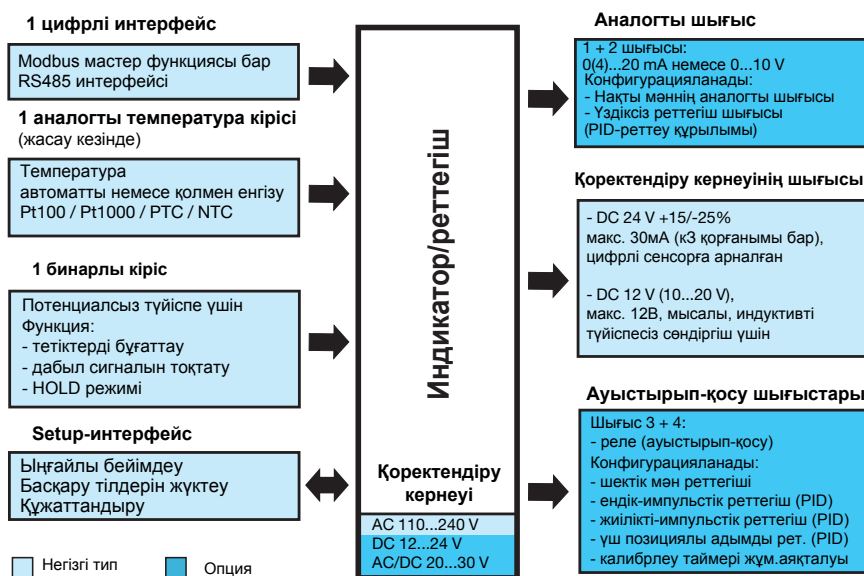 1 цифрлі интерфейс
Modbus мастер функциясы бар
RS485 интерфейсі
1 аналогты температура кірісі
(жасау кезінде)
Температура
автоматты немесе қолмен енгізу
Pt100 / Pt1000 / PTC / NTC
1 бинарлы кіріс
Потенциалсыз түйіспе үшін
Функция:
- тетіктерді бұғаттау
- дабыл сигналын тоқтату
- HOLD режимі
Setup-интерфейс
Ыңғайлы бейімдеу
Басқару тілдерін жүктеу
Құжаттандыру
Негізгі тип
Опция
Индикатор/реттегіш
Қоректендіру
кернеуі
AC 110...240 V
DC 12...24 V
AC/DC 20...30 V
Аналогты шығыс
1 + 2 шығысы:
0(4)...20 mA немесе 0...10 V
Конфигурацияланады:
- Нақты мәннің аналогты шығысы
- Үздіксіз реттегіш шығысы
(PID-реттеу құрылымы)
Қоректендіру кернеуінің шығысы
- DC 24 V +15/-25%
макс. 30мА (кЗ қорғанымы бар),
цифрлі сенсорға арналған
- DC 12 V (10...20 V),
макс. 12В, мысалы, индуктивті
түйіспесіз сөндіргіш үшін
Ауыстырып-қосу шығыстары
Шығыс 3 + 4:
- реле (ауыстырып-қосу)
Конфигурацияланады:
- шектік мән реттегіші
- ендік-импульстік реттегіш (PID)
- жиілікті-импульстік реттегіш (PID)
- үш позициялы адымды рет. (PID)
- калибрлеу таймері жұм.аяқталуы